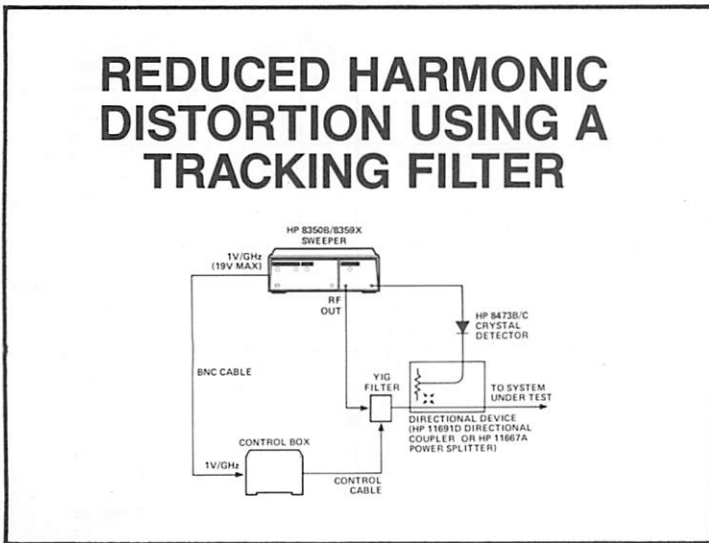 REDUCED HARMONIC
DISTORTION USING A
TRACKING FILTER
HP 8350B/8359X
SWEEPER
1V/GHz
(19V MAX)
RF
OUT
HP 8473B/C
CRYSTAL
DETECTOR
BNC CABLE
YIG
FILTER
TO SYSTEM
UNDER TEST
DIRECTIONAL DEVICE
(HP 11691D DIRECTIONAL
COUPLER OR HP 11667A
POWER SPLITTER)
CONTROL BOX
1V/GHz
CONTROL
CABLE